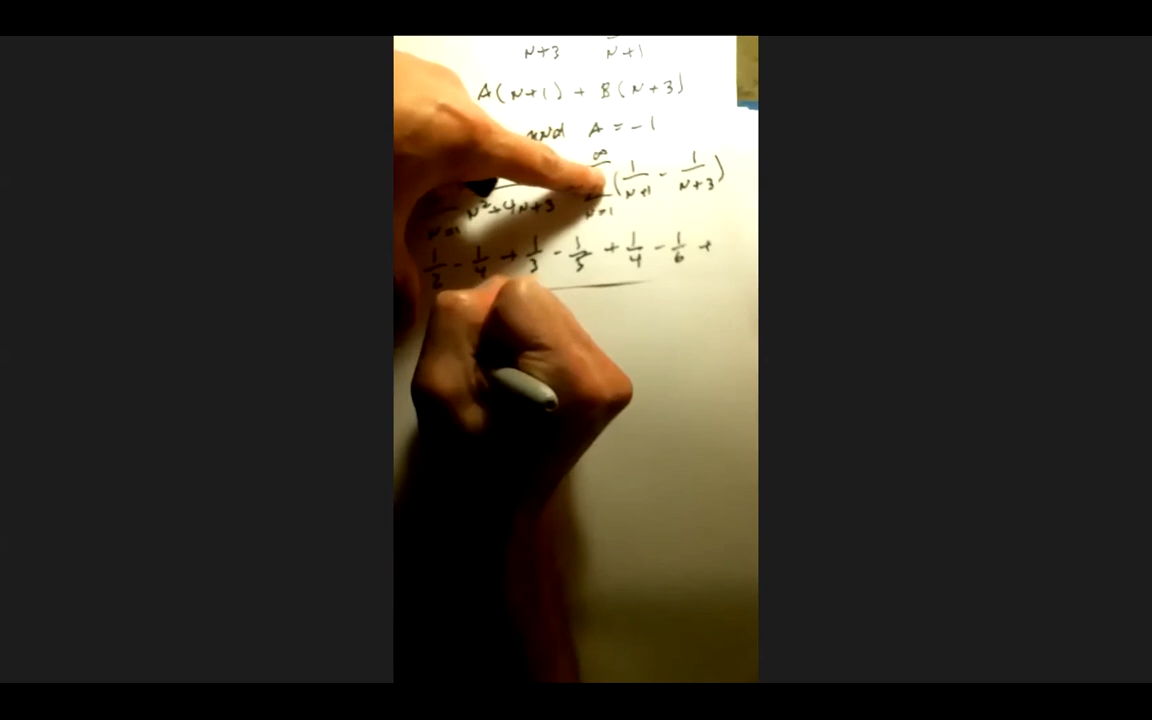 N+3 N+1
A(N+1) + B(N+3)
and A = -1
∞
N²+4N+3 N=1 (1/N+1 - 1/N+3)
N=1
1/2 - 1/4 + 1/3 - 1/5 + 1/4 - 1/6 +